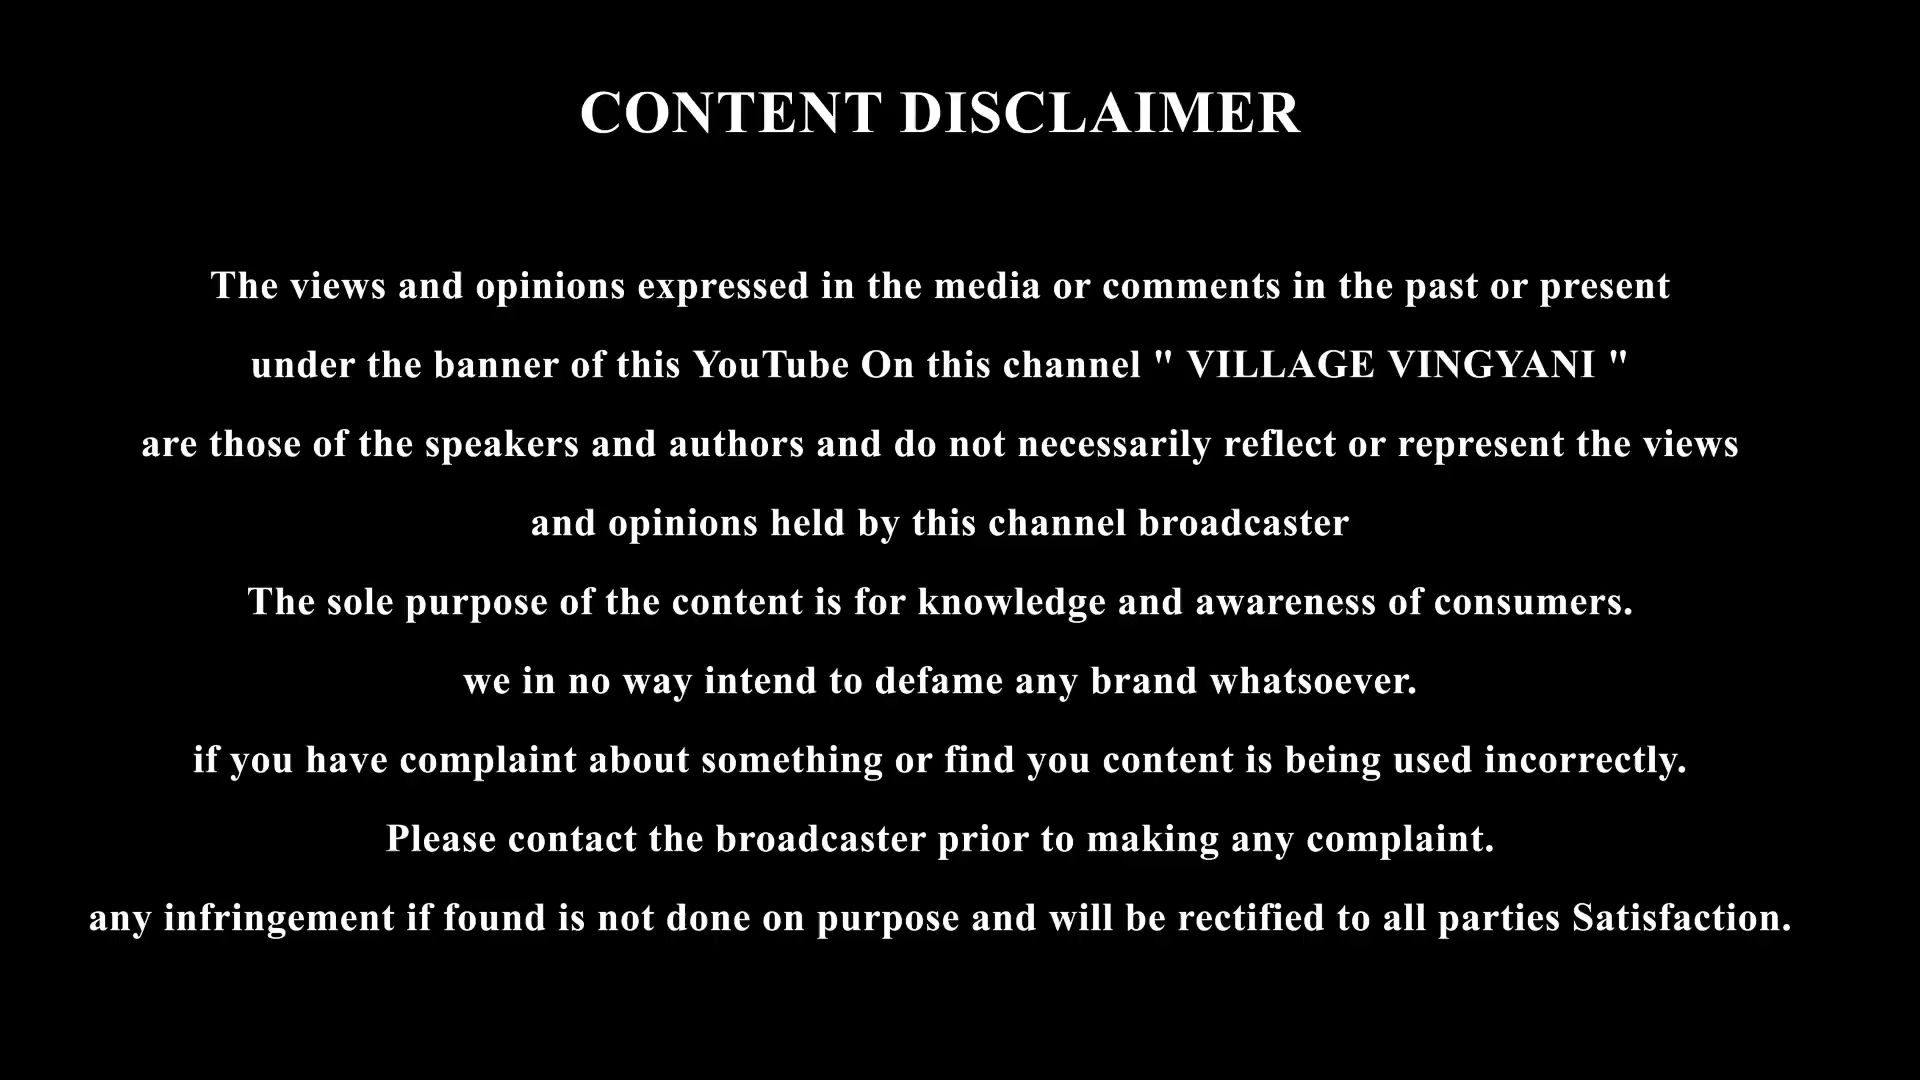 CONTENT DISCLAIMER
The views and opinions expressed in the media or comments in the past or present
under the banner of this YouTube On this channel " VILLAGE VINGYANI "
are those of the speakers and authors and do not necessarily reflect or represent the views
and opinions held by this channel broadcaster
The sole purpose of the content is for knowledge and awareness of consumers.
we in no way intend to defame any brand whatsoever.
if you have complaint about something or find you content is being used incorrectly.
Please contact the broadcaster prior to making any complaint.
any infringement if found is not done on purpose and will be rectified to all parties Satisfaction.